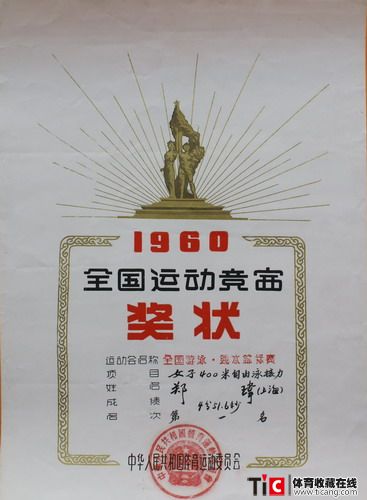 1960
全国运动竞赛
奖状
运动会名称 全国游泳·跳水锦标赛
项目 女子400米自由泳接力
姓名 郑 㻶(上海)
成绩 4分51.6秒
名次 第一名
中华人民共和国体育运动委员会
TiC 体育收藏在线
www.ticang.com